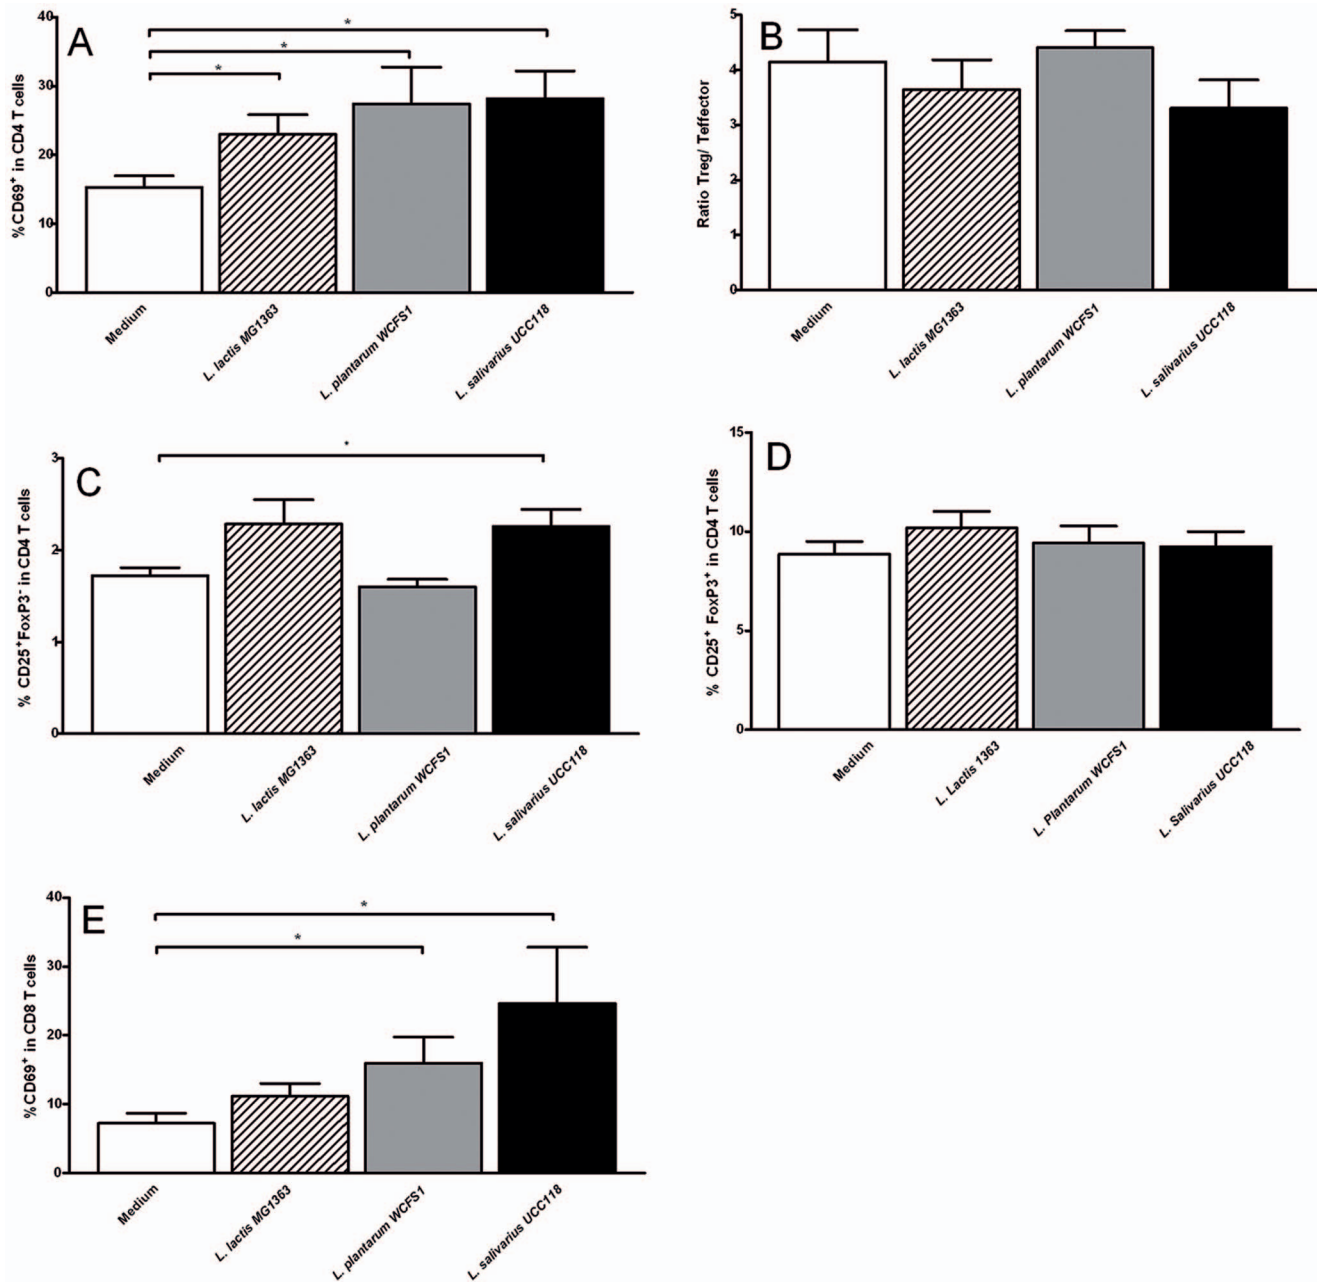 A
%CD69⁺ in CD4 T cells
40
30
20
10
0
*
*
*
Medium
L. lactis MG1363
L. plantarum WCFS1
L. salivarius UCC118
B
Ratio Treg/ Teffector
5
4
3
2
1
0
Medium
L. lactis MG1363
L. plantarum WCFS1
L. salivarius UCC118
C
% CD25⁺FoxP3⁻ in CD4 T cells
3
2
1
0
*
Medium
L. lactis MG1363
L. plantarum WCFS1
L. salivarius UCC118
D
% CD25⁺ FoxP3⁺ in CD4 T cells
15
10
5
0
Medium
L. Lactis 1363
L. Plantarum WCFS1
L. Salivarius UCC118
E
%CD69⁺ in CD8 T cells
40
30
20
10
0
*
*
Medium
L. lactis MG1363
L. plantarum WCFS1
L. salivarius UCC118